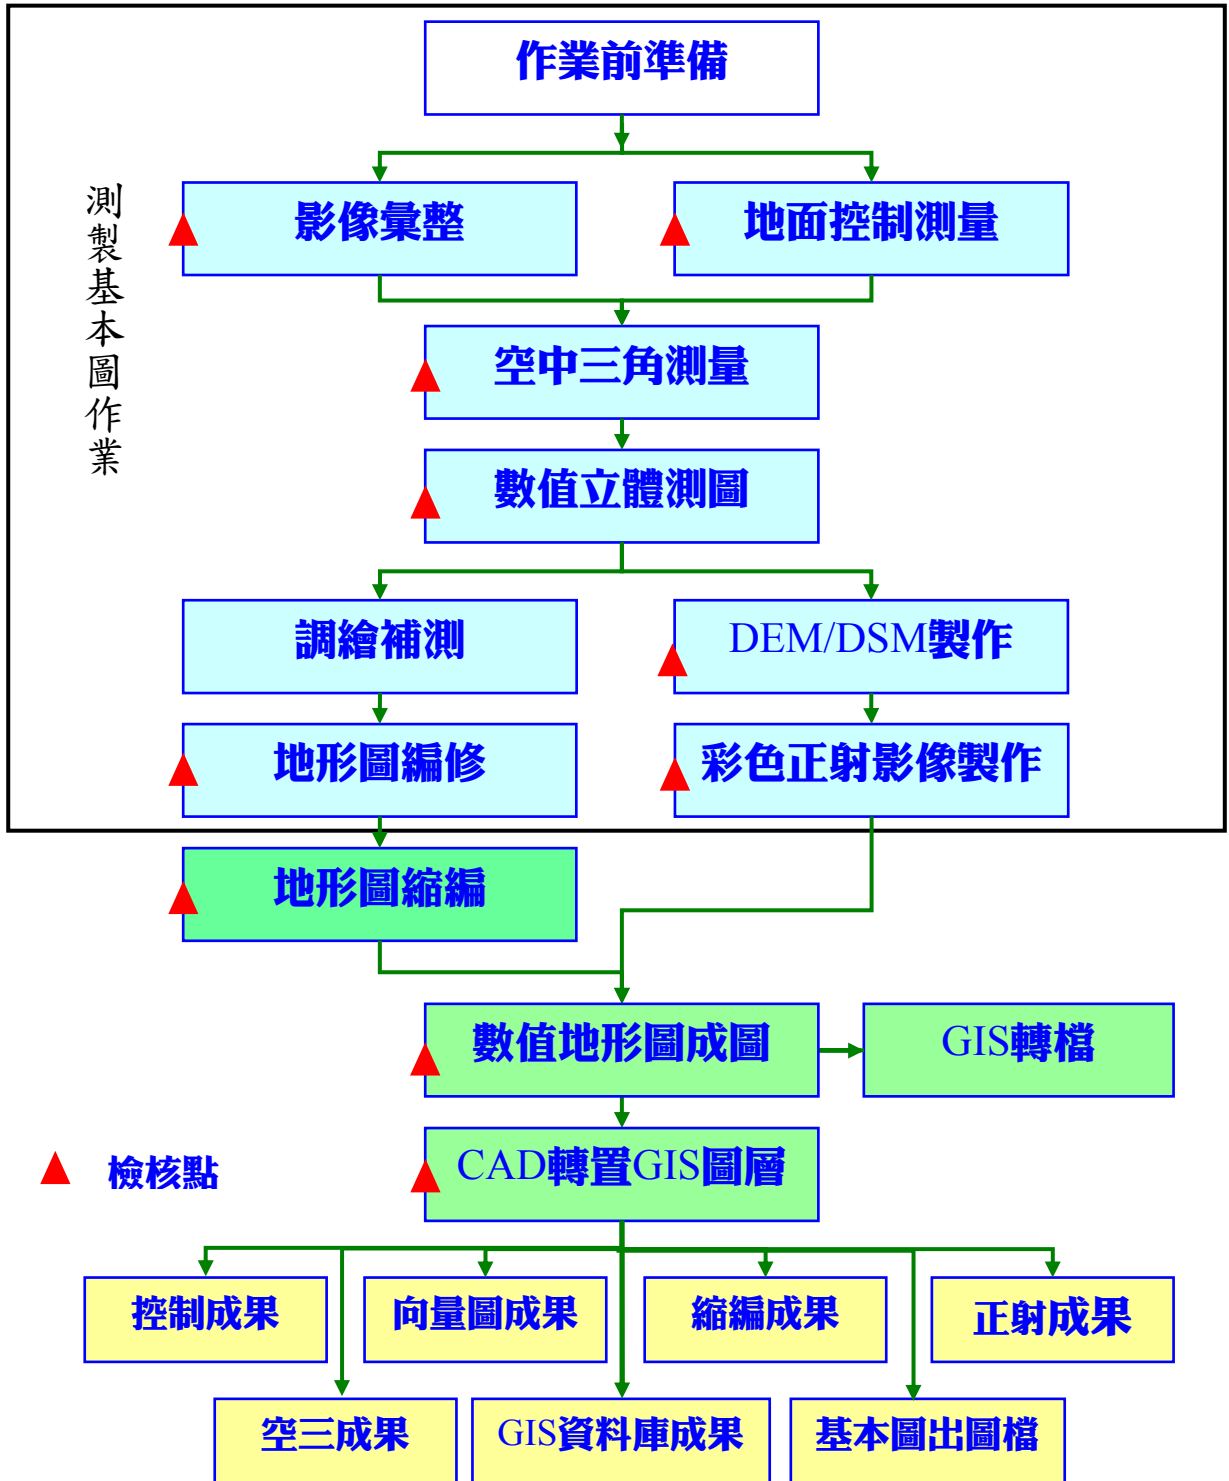 作業前準備
測製基本圖作業
影像彙整
地面控制測量
空中三角測量
數值立體測圖
調繪補測
DEM/DSM製作
地形圖編修
彩色正射影像製作
地形圖縮編
數值地形圖成圖
GIS轉檔
CAD轉置GIS圖層
檢核點
控制成果
向量圖成果
縮編成果
正射成果
空三成果
GIS資料庫成果
基本圖出圖檔